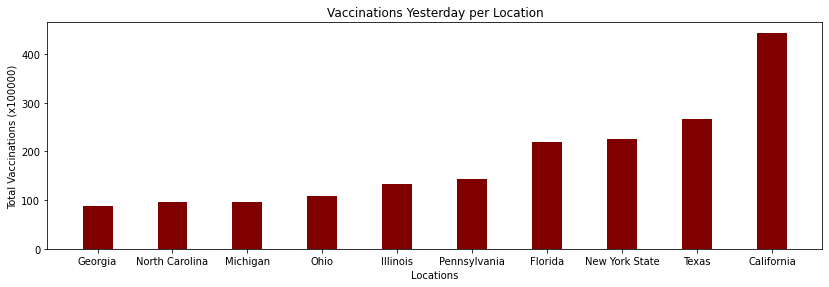 Vaccinations Yesterday per Location
Total Vaccinations (x100000)
400
300
200
100
0
Georgia North Carolina Michigan Ohio Illinois Pennsylvania Florida New York State Texas California
Locations